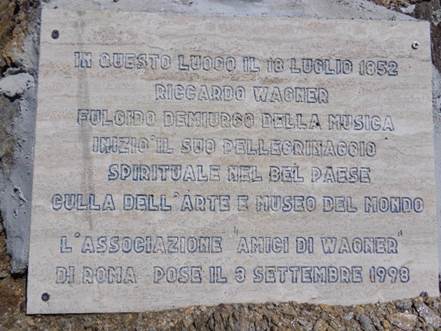 IN QUESTO LUOGO IL 18 LUGLIO 1852
RICCARDO WAGNER
FULGIDO DEMIURGO DELLA MUSICA
INIZIO' IL SUO PELLEGRINAGGIO
SPIRITUALE NEL BEL PAESE
CULLA DELL'ARTE E MUSEO DEL MONDO
L'ASSOCIAZIONE "AMICI DI WAGNER"
DI ROMA POSE IL 3 SETTEMBRE 1998